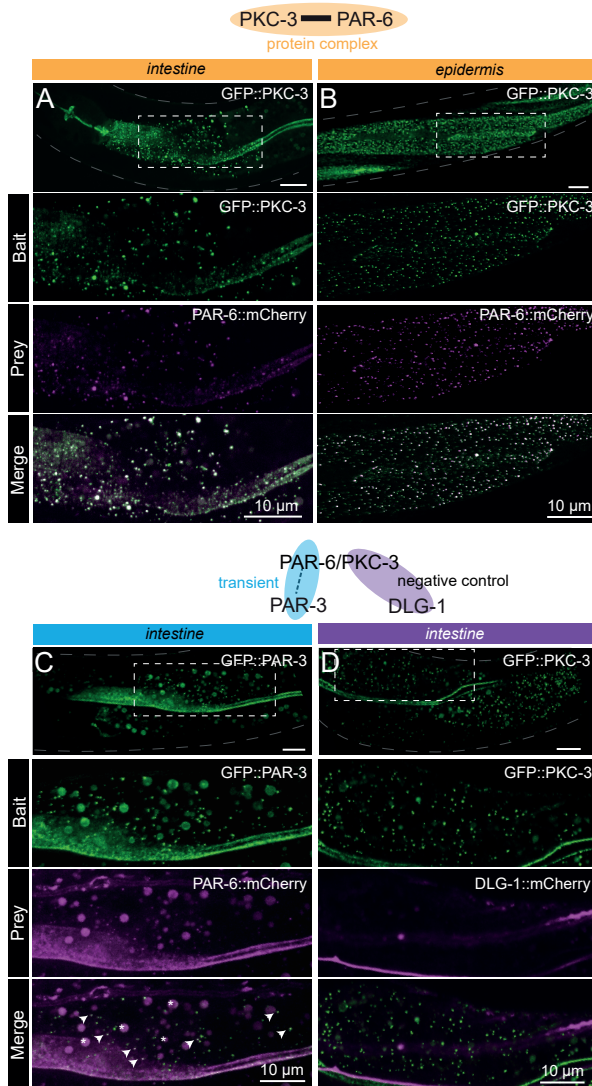 PKC-3 PAR-6
protein complex
intestine
epidermis
A
GFP::PKC-3
B
GFP::PKC-3
Bait
GFP::PKC-3
GFP::PKC-3
Prey
PAR-6::mCherry
PAR-6::mCherry
Merge
10 µm
10 µm
PAR-6/PKC-3
transient
negative control
PAR-3
DLG-1
intestine
intestine
C
GFP::PAR-3
D
GFP::PKC-3
Bait
GFP::PAR-3
GFP::PKC-3
Prey
PAR-6::mCherry
DLG-1::mCherry
Merge
* * * *
10 µm
10 µm